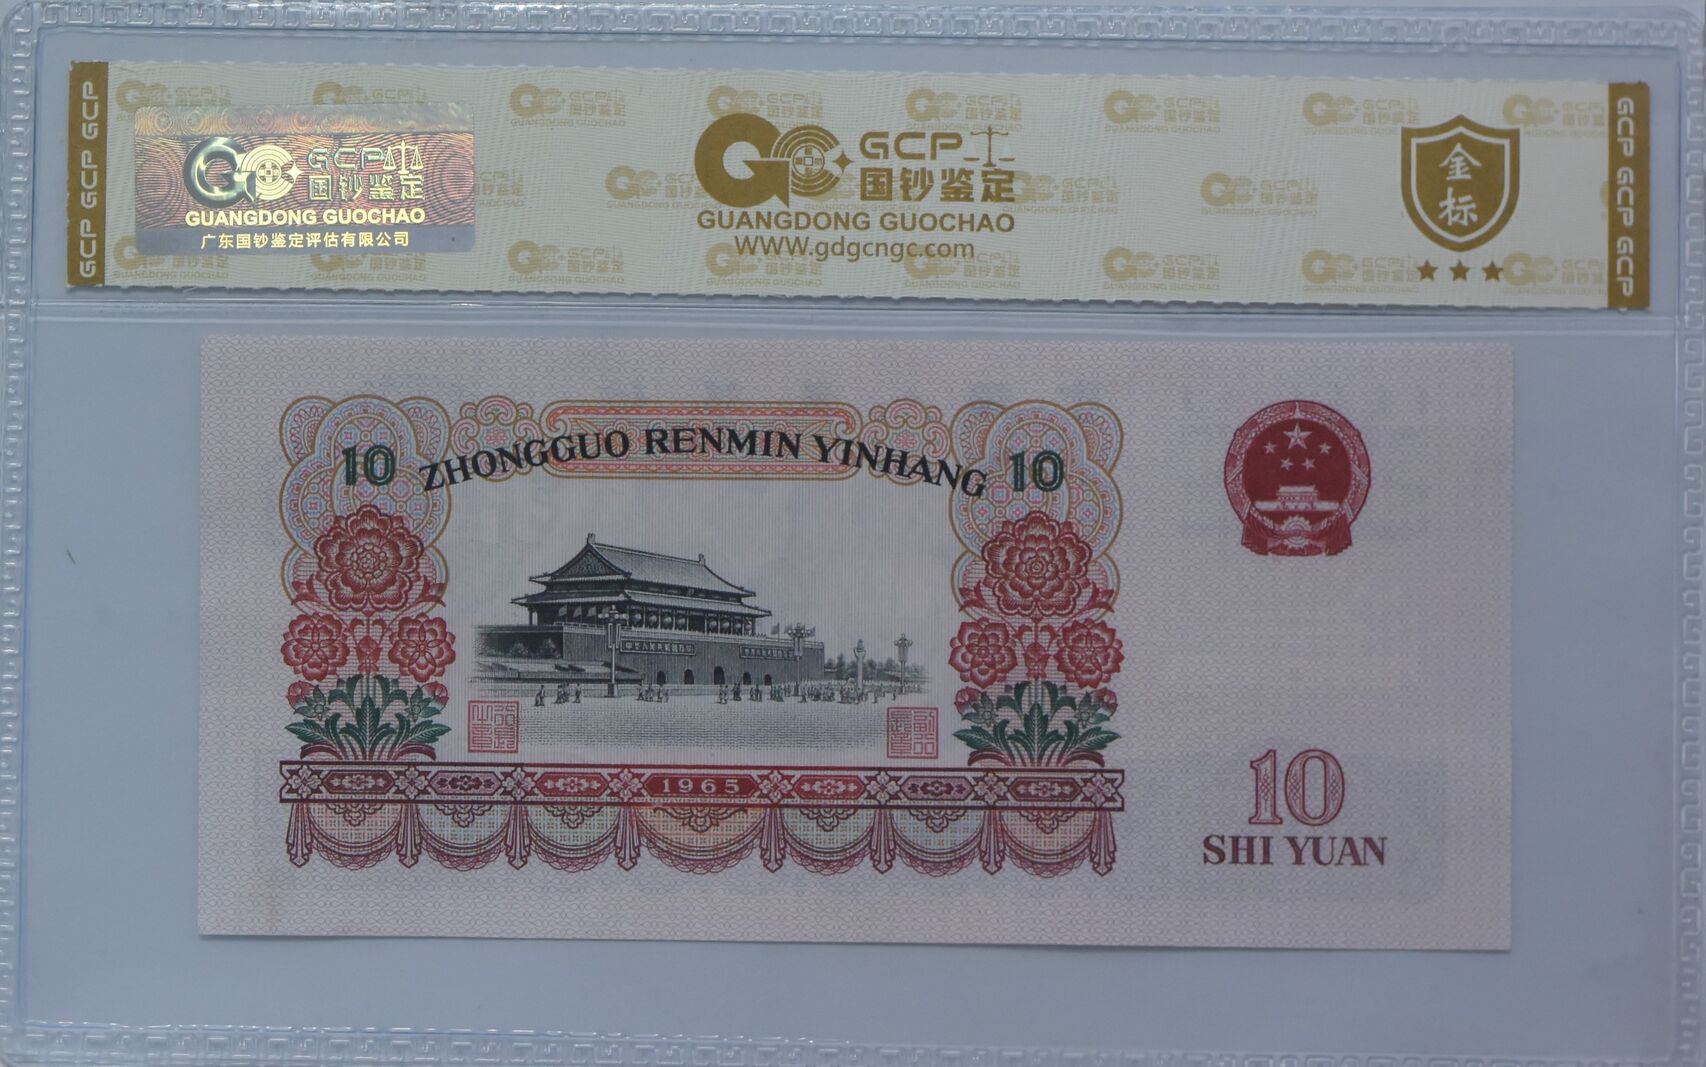 GCP GCP GCP
GCP
国钞鉴定
GUANGDONG GUOCHAO
广东国钞鉴定评估有限公司
GCP
国钞鉴定
GUANGDONG GUOCHAO
WWW.gdgcngc.com
金
标
GCP GCP GCP
10 ZHONGGUO RENMIN YINHANG 10
1965
10
SHI YUAN